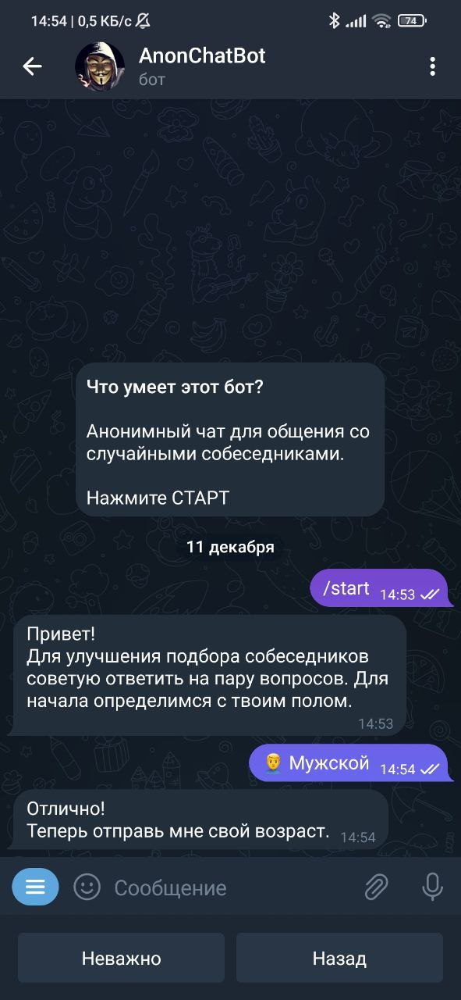 14:54 | 0,5 КБ/с
74
AnonChatBot
бот
Что умеет этот бот?
Анонимный чат для общения со
случайными собеседниками.
Нажмите СТАРТ
11 декабря
/start 14:53
Привет!
Для улучшения подбора собеседников
советую ответить на пару вопросов. Для
начала определимся с твоим полом.
14:53
Мужской 14:54
Отлично!
Теперь отправь мне свой возраст. 14:54
Сообщение
Неважно Назад